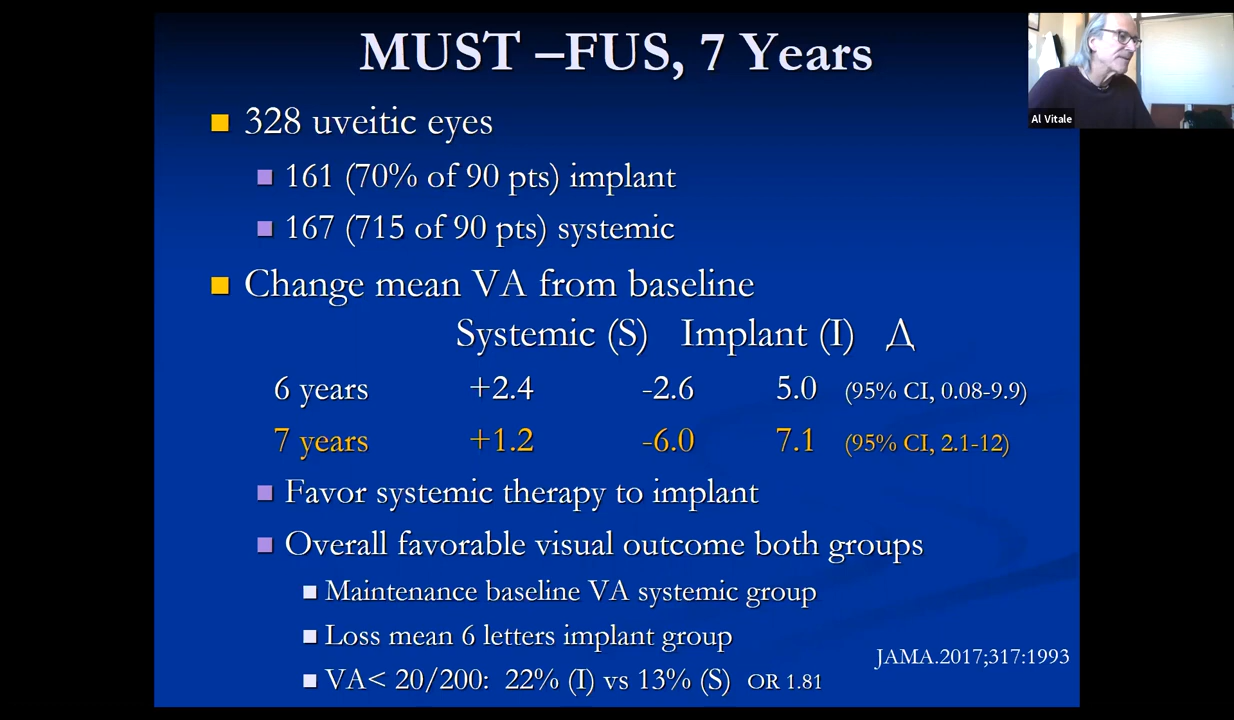 MUST –FUS, 7 Years
328 uveitic eyes
161 (70% of 90 pts) implant
167 (715 of 90 pts) systemic
Change mean VA from baseline
Systemic (S) Implant (I) Δ
6 years +2.4 -2.6 5.0 (95% CI, 0.08-9.9)
7 years +1.2 -6.0 7.1 (95% CI, 2.1-12)
Favor systemic therapy to implant
Overall favorable visual outcome both groups
Maintenance baseline VA systemic group
Loss mean 6 letters implant group
VA< 20/200: 22% (I) vs 13% (S) OR 1.81
JAMA.2017;317:1993
Al Vitale